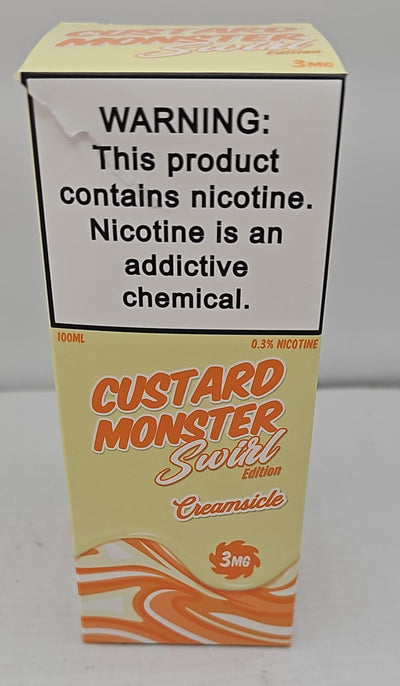 CUSTARD
MONSTER
Swirl
Edition
3MG
WARNING:
This product
contains nicotine.
Nicotine is an
addictive
chemical.
100ML
0.3% NICOTINE
CUSTARD
MONSTER
Swirl
Edition
Creamsicle
3MG